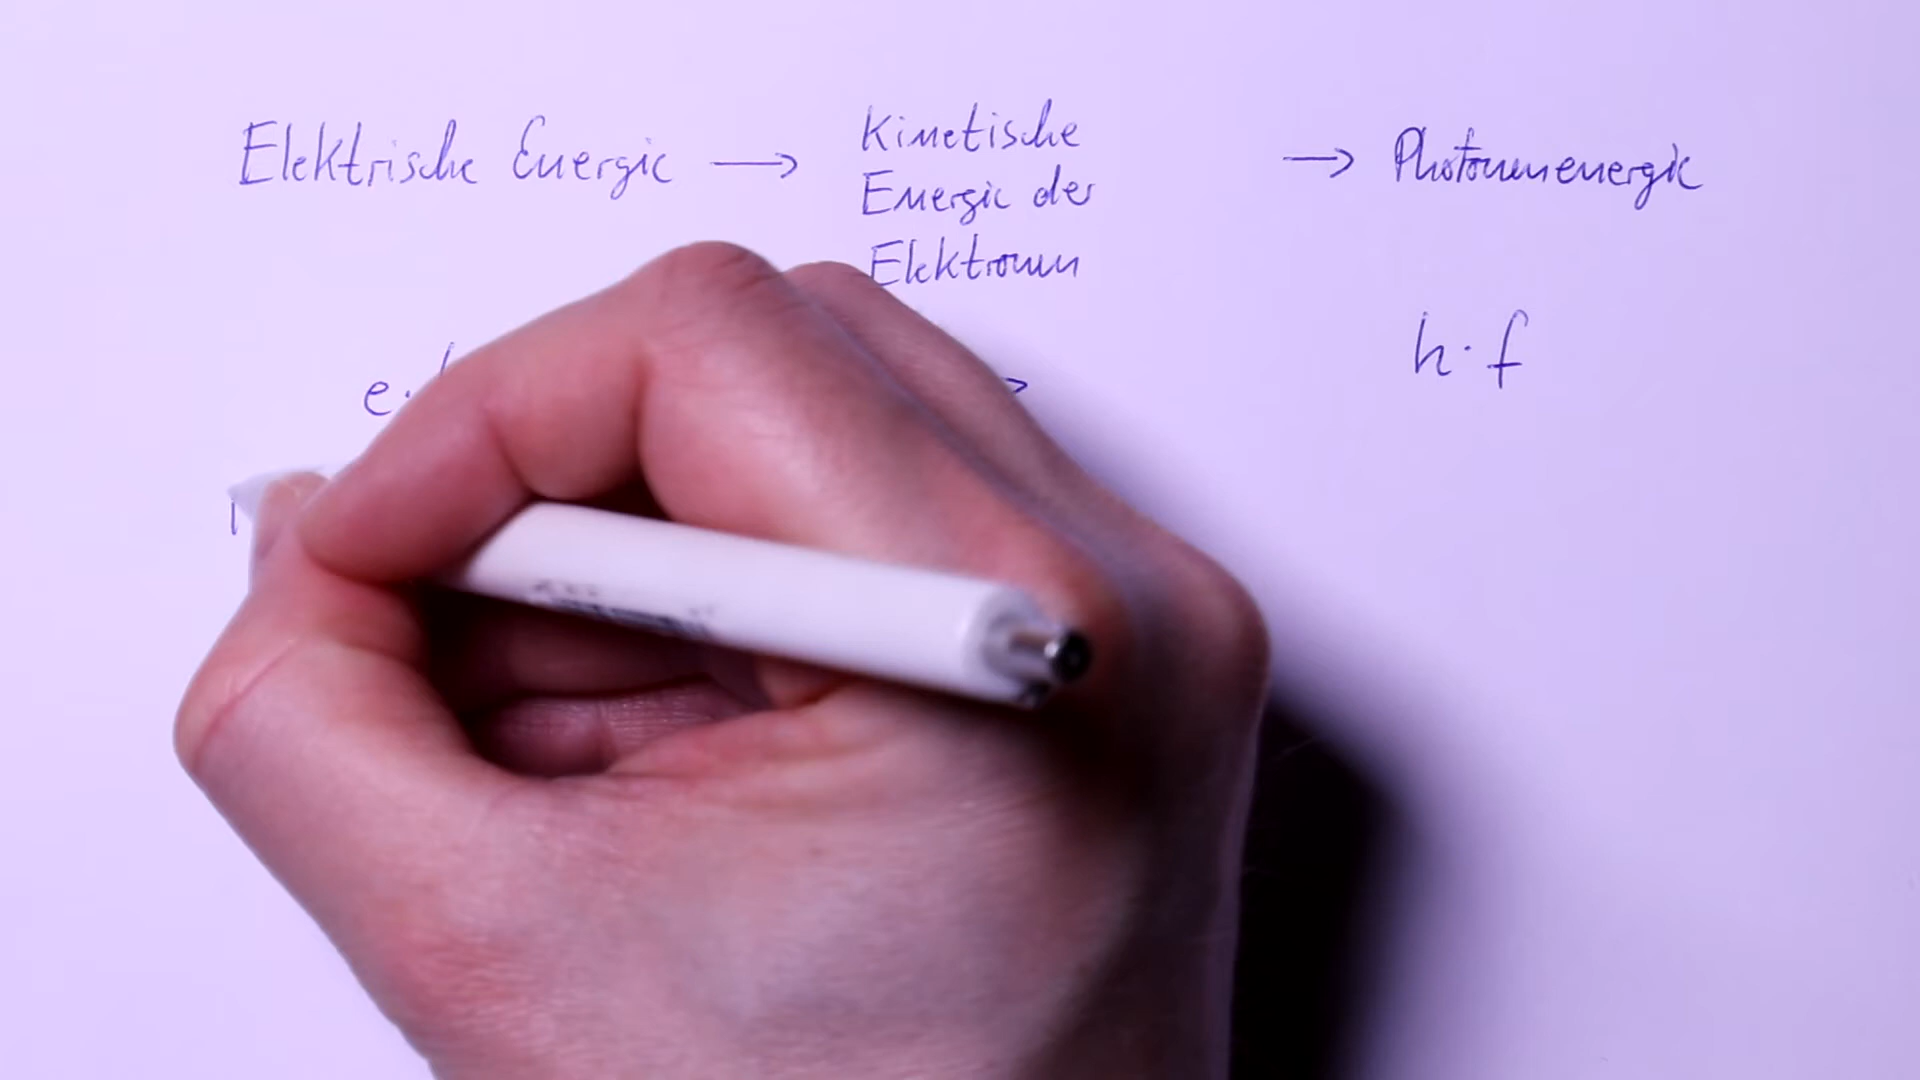 Elektrische Energie → Kinetische Energie der Elektronen → Photonenenergie
e·
→
h·f